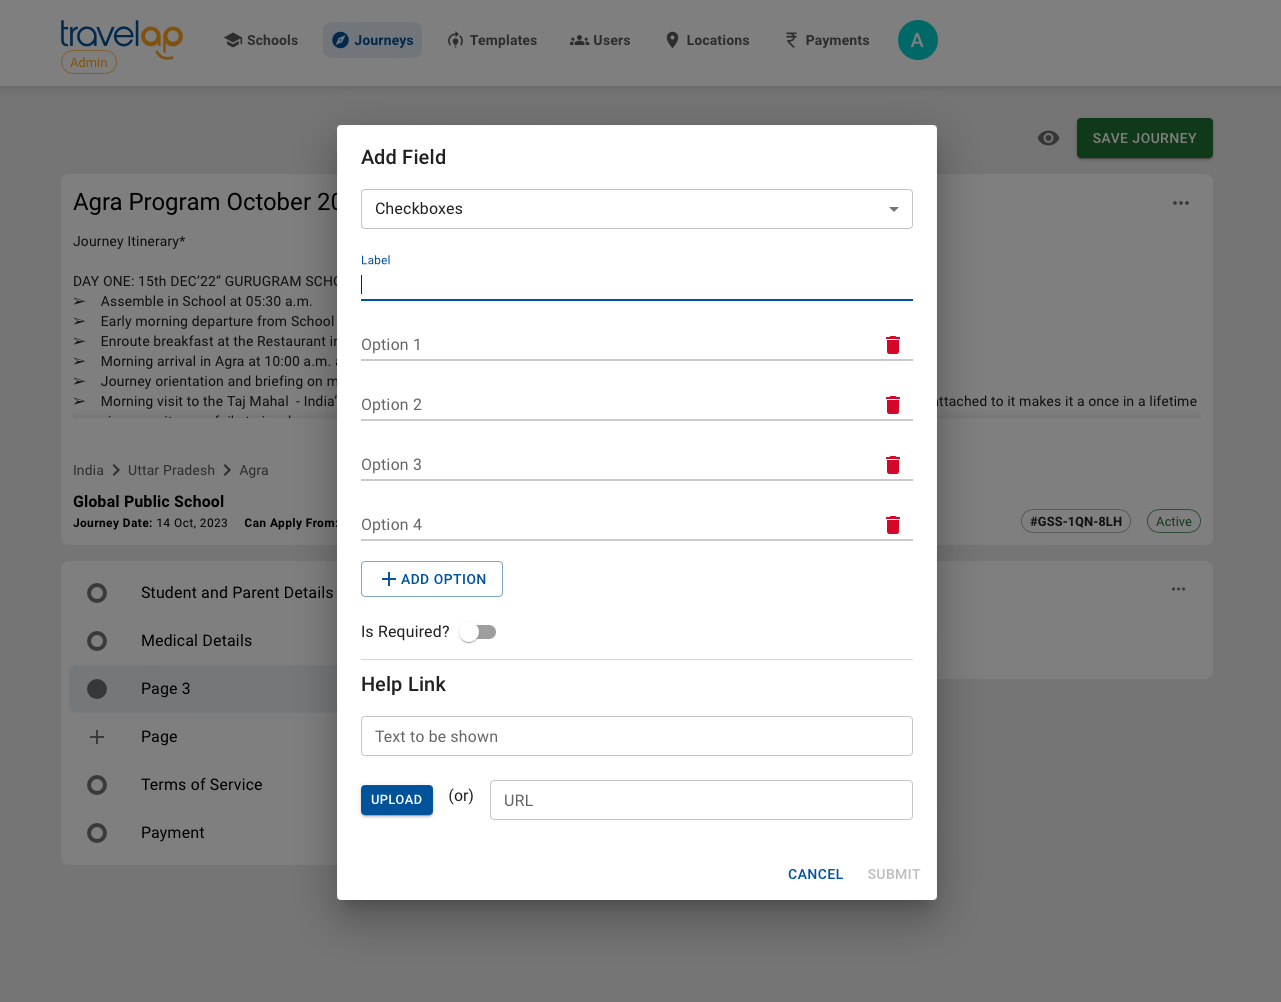 travelap
Admin
Schools
Journeys
Templates
Users
Locations
Payments
A
SAVE JOURNEY
Agra Program October 20
Journey Itinerary*
DAY ONE: 15th DEC’22“ GURUGRAM SCHO
➢ Assemble in School at 05:30 a.m.
➢ Early morning departure from School
➢ Enroute breakfast at the Restaurant in
➢ Morning arrival in Agra at 10:00 a.m.
➢ Journey orientation and briefing on m
➢ Morning visit to the Taj Mahal - India’
ttached to it makes it a once in a lifetime
India > Uttar Pradesh > Agra
Global Public School
Journey Date: 14 Oct, 2023 Can Apply From:
#GSS-1QN-8LH
Active
Student and Parent Details
Medical Details
Page 3
Page
Terms of Service
Payment
Add Field
Checkboxes
Label
Option 1
Option 2
Option 3
Option 4
ADD OPTION
Is Required?
Help Link
Text to be shown
UPLOAD (or) URL
CANCEL SUBMIT